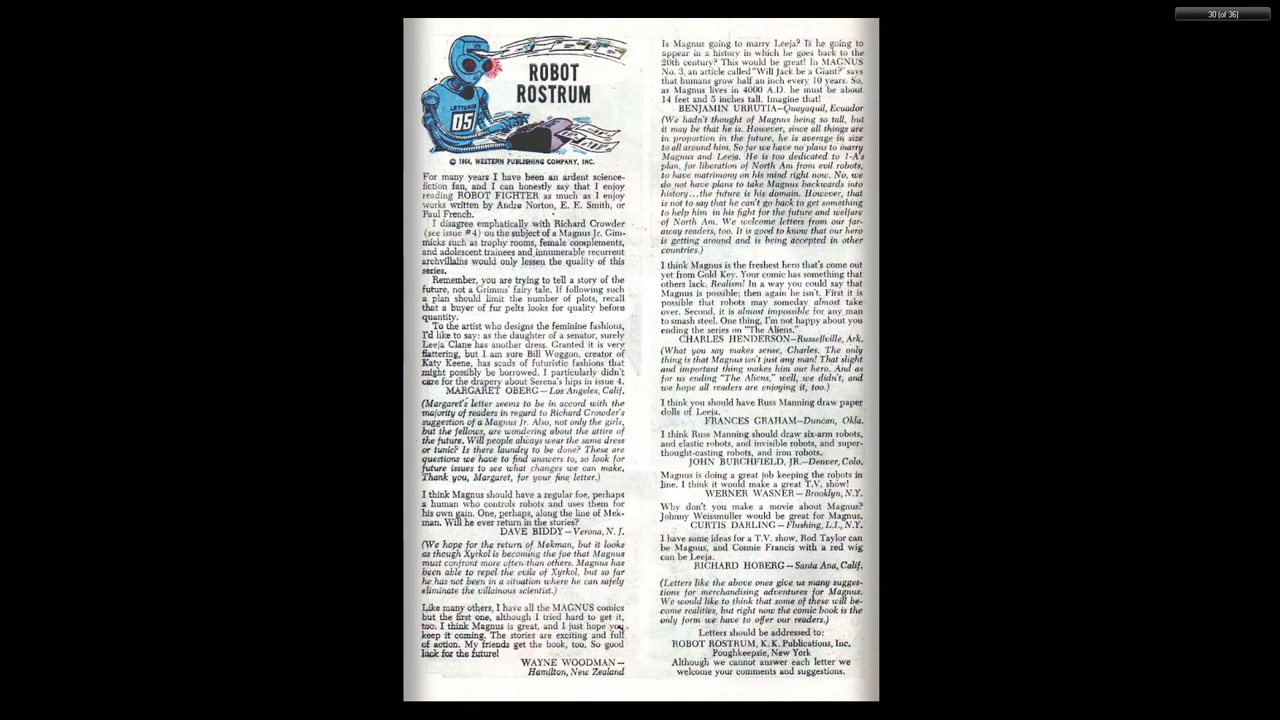 30 (of 36)
ROBOT
ROSTRUM
LETTERBOX
05
© 1964, WESTERN PUBLISHING COMPANY, INC.
For many years I have been an ardent science-
fiction fan, and I can honestly say that I enjoy
reading ROBOT FIGHTER as much as I enjoy
works written by Andre Norton, E. E. Smith, or
Paul French.
I disagree emphatically with Richard Crowder
(see issue #4) on the subject of a Magnus Jr. Gim-
micks such as trophy rooms, female complements,
and adolescent trainees and innumerable recurrent
archvillains would only lessen the quality of this
series.
Remember, you are trying to tell a story of the
future, not a Grimms' fairy tale. If following such
a plan should limit the number of plots, recall
that a buyer of fur pelts looks for quality before
quantity.
To the artist who designs the feminine fashions,
I'd like to say: as the daughter of a senator, surely
Leeja Clane has another dress. Granted it is very
flattering, but I am sure Bill Woggon, creator of
Katy Keene, has scads of futuristic fashions that
might possibly be borrowed. I particularly didn't
care for the drapery about Serena's hips in issue 4.
MARGARET OBERG—Los Angeles, Calif.
(Margaret's letter seems to be in accord with the
majority of readers in regard to Richard Crowder's
suggestion of a Magnus Jr. Also, not only the girls,
but the fellows, are wondering about the attire of
the future. Will people always wear the same dress
or tunic? Is there laundry to be done? These are
questions we have to find answers to, so look for
future issues to see what changes we can make.
Thank you, Margaret, for your fine letter.)
I think Magnus should have a regular foe, perhaps
a human who controls robots and uses them for
his own gain. One, perhaps, along the line of Mek-
man. Will he ever return in the stories?
DAVE BIDDY—Verona, N. J.
(We hope for the return of Mekman, but it looks
as though Xyrkol is becoming the foe that Magnus
must confront more often than others. Magnus has
been able to repel the evils of Xyrkol, but so far
he has not been in a situation where he can safely
eliminate the villainous scientist.)
Like many others, I have all the MAGNUS comics
but the first one, although I tried hard to get it,
too. I think Magnus is great, and I just hope you
keep it coming. The stories are exciting and full
of action. My friends get the book, too. So good
luck for the future!
WAYNE WOODMAN—
Hamilton, New Zealand
Is Magnus going to marry Leeja? Is he going to
appear in a history in which he goes back to the
20th century? This would be great! In MAGNUS
No. 3, an article called "Will Jack be a Giant?" says
that humans grow half an inch every 10 years. So,
as Magnus lives in 4000 A.D. he must be about
14 feet and 5 inches tall. Imagine that!
BENJAMIN URRUTIA—Quayaquil, Ecuador
(We hadn't thought of Magnus being so tall, but
it may be that he is. However, since all things are
in proportion in the future, he is average in size
to all around him. So far we have no plans to marry
Magnus and Leeja. He is too dedicated to 1-A's
plan, for liberation of North Am from evil robots,
to have matrimony on his mind right now. No, we
do not have plans to take Magnus backwards into
history...the future is his domain. However, that
is not to say that he can't go back to get something
to help him in his fight for the future and welfare
of North Am. We welcome letters from our far-
away readers, too. It is good to know that our hero
is getting around and is being accepted in other
countries.)
I think Magnus is the freshest hero that's come out
yet from Gold Key. Your comic has something that
others lack. Realism! In a way you could say that
Magnus is possible; then again he isn't. First it is
possible that robots may someday almost take
over. Second, it is almost impossible for any man
to smash steel. One thing, I'm not happy about you
ending the series on "The Aliens."
CHARLES HENDERSON—Russellville, Ark.
(What you say makes sense, Charles. The only
thing is that Magnus isn't just any man! That slight
and important thing makes him our hero. And as
for us ending "The Aliens," well, we didn't, and
we hope all readers are enjoying it, too.)
I think you should have Russ Manning draw paper
dolls of Leeja.
FRANCES GRAHAM—Duncan, Okla.
I think Russ Manning should draw six-arm robots,
and elastic robots, and invisible robots, and super-
thought-casting robots, and iron robots.
JOHN BURCHFIELD, JR.—Denver, Colo.
Magnus is doing a great job keeping the robots in
line. I think it would make a great T.V. show!
WERNER WASNER—Brooklyn, N.Y.
Why don't you make a movie about Magnus?
Johnny Weissmuller would be great for Magnus.
CURTIS DARLING—Flushing, L.I., N.Y.
I have some ideas for a T.V. show. Rod Taylor can
be Magnus, and Connie Francis with a red wig
can be Leeja.
RICHARD HOBERG—Santa Ana, Calif.
(Letters like the above ones give us many sugges-
tions for merchandising adventures for Magnus.
We would like to think that some of these will be-
come realities, but right now the comic book is the
only form we have to offer our readers.)
Letters should be addressed to:
ROBOT ROSTRUM, K. K. Publications, Inc.
Poughkeepsie, New York
Although we cannot answer each letter we
welcome your comments and suggestions.